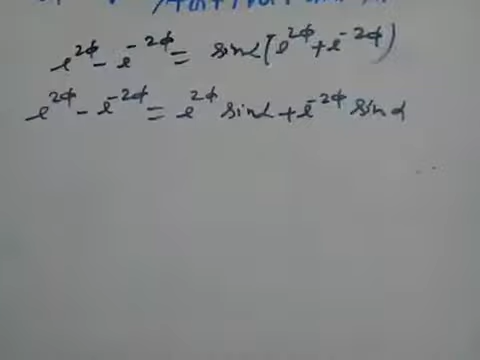 e^{2ϕ} - e^{-2ϕ} = sinα (e^{2ϕ} + e^{-2ϕ})
e^{2ϕ} - e^{-2ϕ} = e^{2ϕ} sinα + e^{-2ϕ} sinα